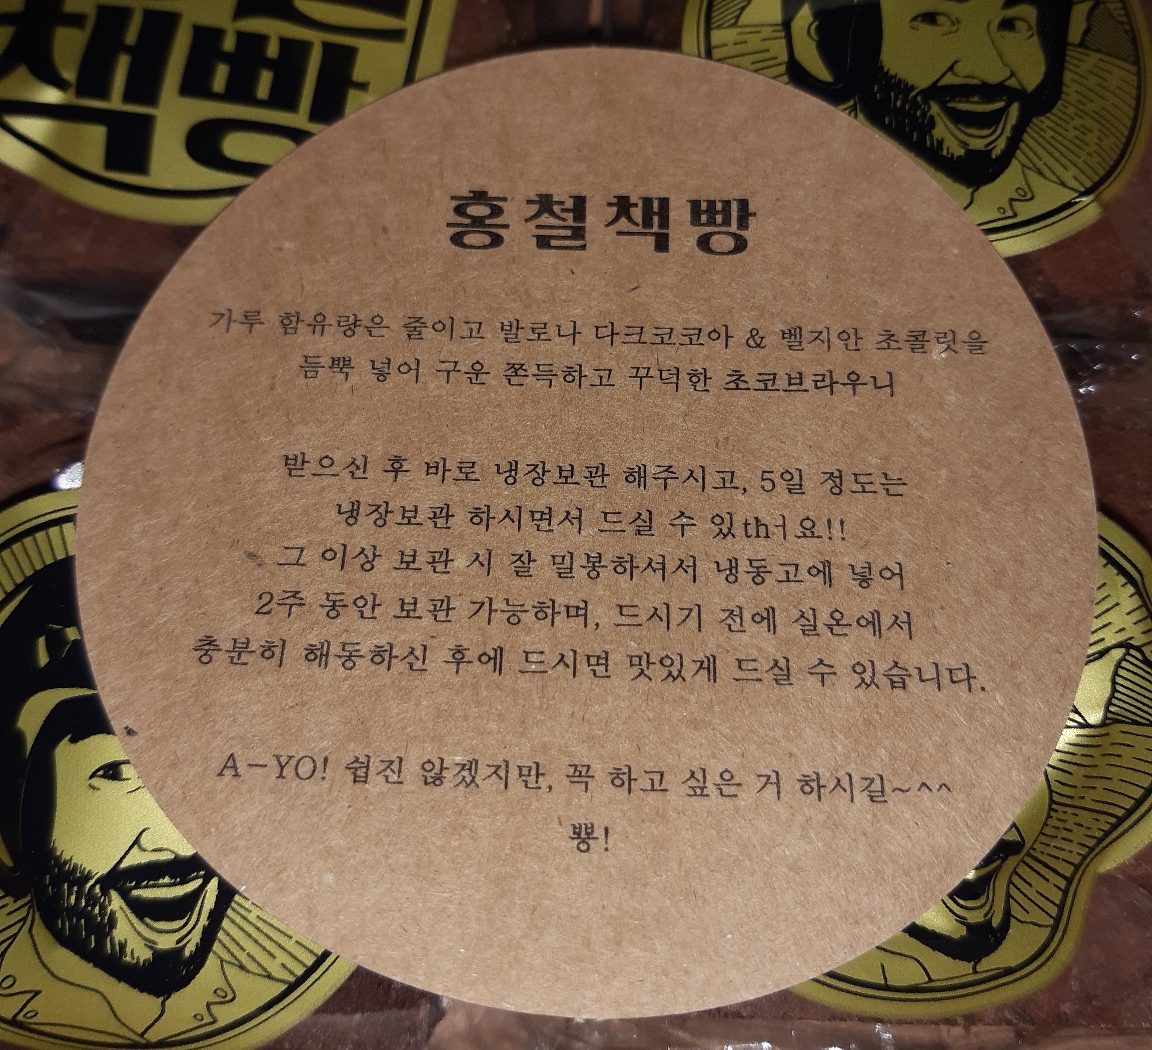 책빵
홍철책빵
가루 함유량은 줄이고 발로나 다크코코아 & 벨지안 초콜릿을
듬뿍 넣어 구운 쫀득하고 꾸덕한 초코브라우니
받으신 후 바로 냉장보관 해주시고, 5일 정도는
냉장보관 하시면서 드실 수 있thㅓ요!!
그 이상 보관 시 잘 밀봉하셔서 냉동고에 넣어
2주 동안 보관 가능하며, 드시기 전에 실온에서
충분히 해동하신 후에 드시면 맛있게 드실 수 있습니다.
A-YO! 쉽진 않겠지만, 꼭 하고 싶은 거 하시길~^^
뿅!